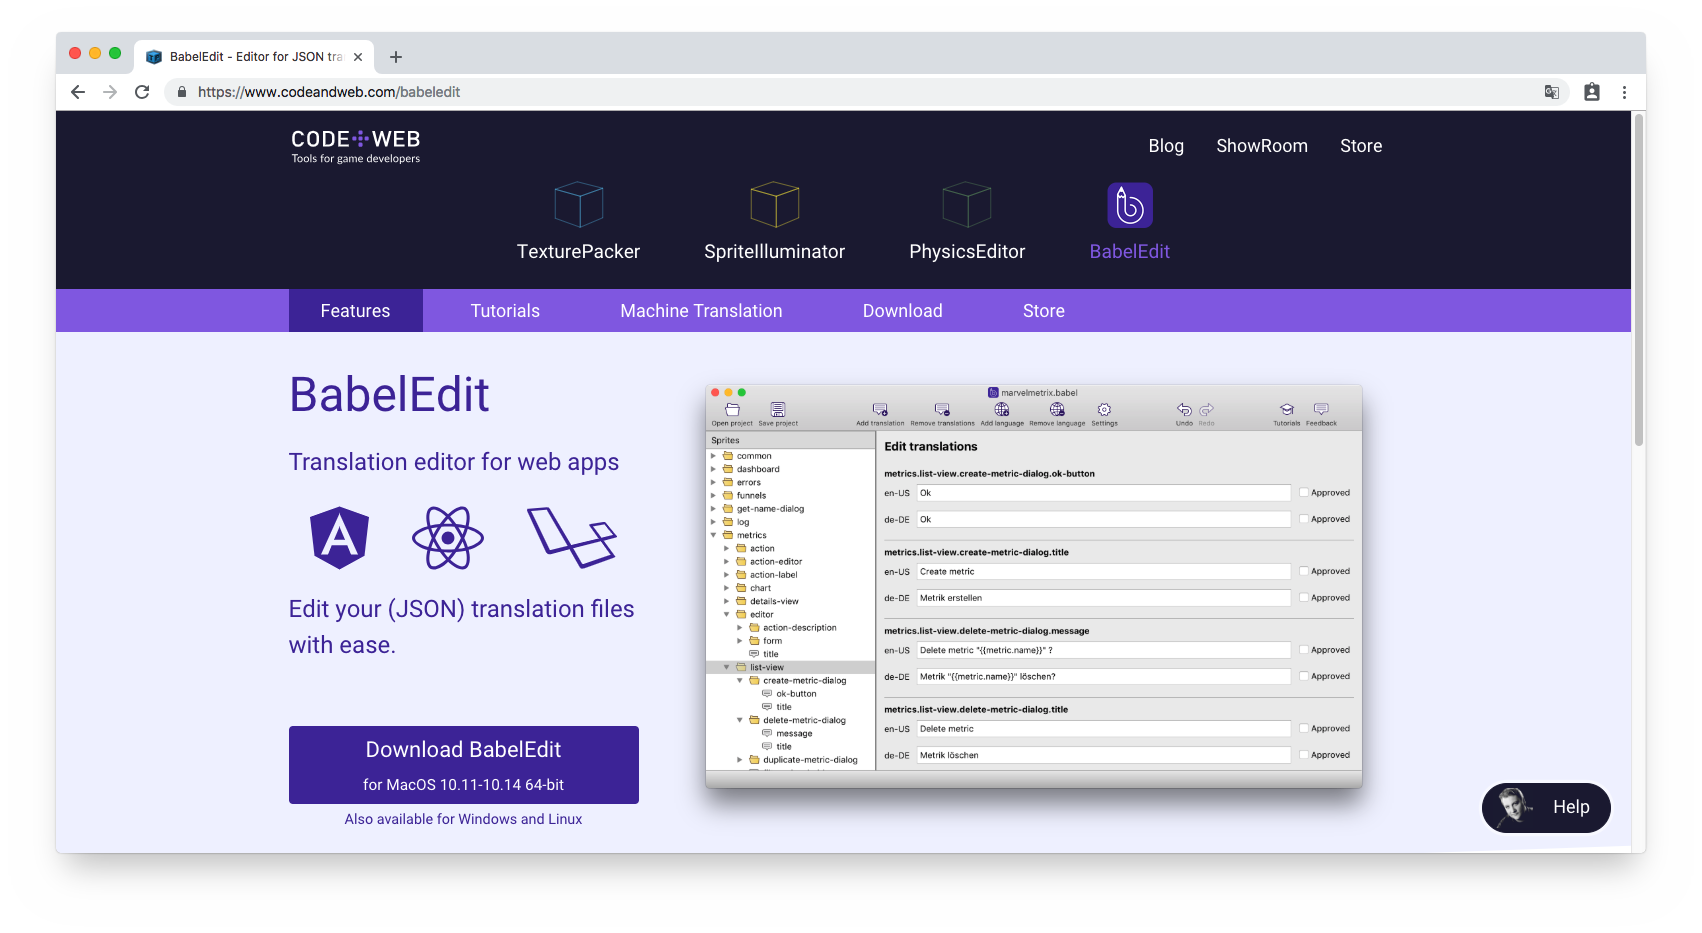 BabelEdit - Editor for JSON tra
https://www.codeandweb.com/babeledit
CODE WEB
Tools for game developers
Blog ShowRoom Store
TexturePacker SpriteIlluminator PhysicsEditor BabelEdit
Features Tutorials Machine Translation Download Store
BabelEdit
Translation editor for web apps
Edit your (JSON) translation files
with ease.
Download BabelEdit
for MacOS 10.11-10.14 64-bit
Also available for Windows and Linux
marvelmetrix.babel
Open project Save project Add translation Remove translations Add language Remove language Settings Undo Redo Tutorials Feedback
Sprites
common
dashboard
errors
funnels
get-name-dialog
log
metrics
action
action-editor
action-label
chart
details-view
editor
action-description
form
title
list-view
create-metric-dialog
ok-button
title
delete-metric-dialog
message
title
duplicate-metric-dialog
Edit translations
metrics.list-view.create-metric-dialog.ok-button
en-US Ok Approved
de-DE Ok Approved
metrics.list-view.create-metric-dialog.title
en-US Create metric Approved
de-DE Metrik erstellen Approved
metrics.list-view.delete-metric-dialog.message
en-US Delete metric "{{metric.name}}" ? Approved
de-DE Metrik "{{metric.name}}" löschen? Approved
metrics.list-view.delete-metric-dialog.title
en-US Delete metric Approved
de-DE Metrik löschen Approved
Help